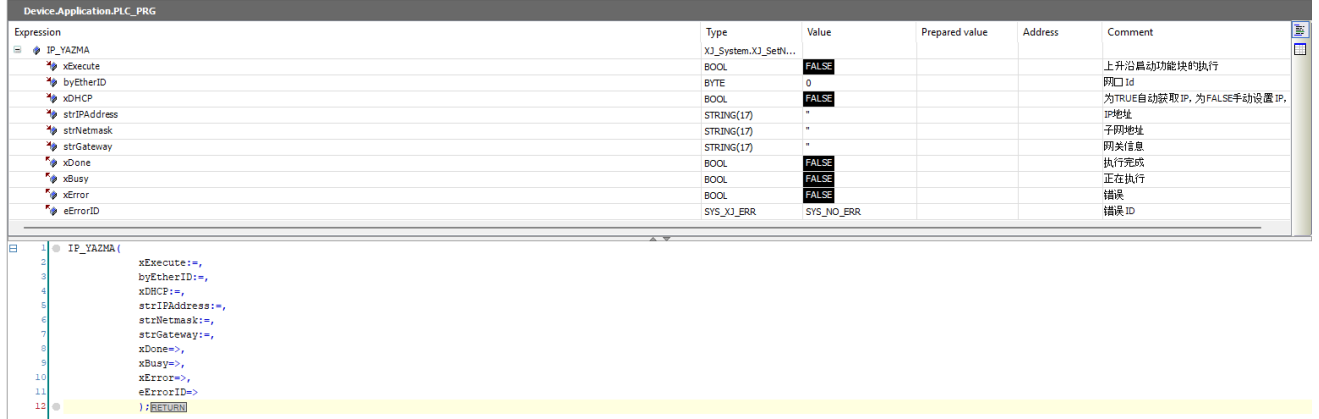 Device.Application.PLC_PRG
Expression Type Value Prepared value Address Comment
IP_YAZMA XJ_System.XJ_SetN...
xExecute BOOL FALSE 上升沿启动功能块的执行
byEtherID BYTE 0 网口 Id
xDHCP BOOL FALSE 为TRUE自动获取IP, 为FALSE手动设置IP,
strIPAddress STRING(17) '' IP地址
strNetmask STRING(17) '' 子网地址
strGateway STRING(17) '' 网关信息
xDone BOOL FALSE 执行完成
xBusy BOOL FALSE 正在执行
xError BOOL FALSE 错误
eErrorID SYS_XJ_ERR SYS_NO_ERR 错误ID
1 IP_YAZMA(
2 xExecute:=,
3 byEtherID:=,
4 xDHCP:=,
5 strIPAddress:=,
6 strNetmask:=,
7 strGateway:=,
8 xDone=>,
9 xBusy=>,
10 xError=>,
11 eErrorID=>
12 );RETURN